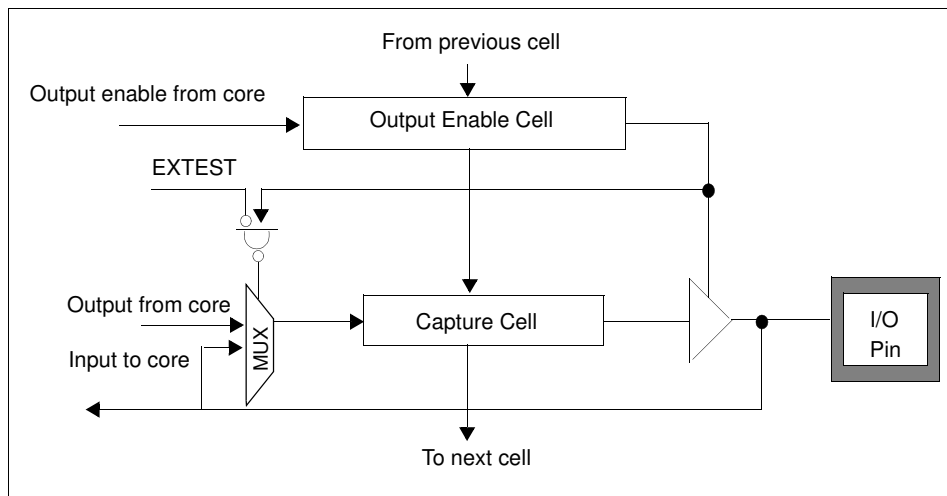 From previous cell
Output enable from core
Output Enable Cell
EXTEST
Output from core
Input to core
MUX
Capture Cell
I/O
Pin
To next cell